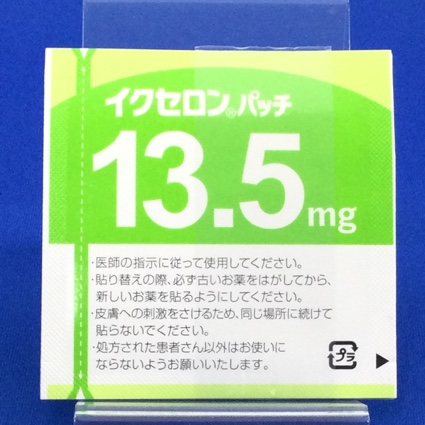 イクセロン®パッチ
13.5mg
・医師の指示に従って使用してください。
・貼り替えの際、必ず古いお薬をはがしてから、
新しいお薬を貼るようにしてください。
・皮膚への刺激をさけるため、同じ場所に続けて
貼らないでください。
・処方された患者さん以外はお使いに
ならないようお願いいたします。
プラ